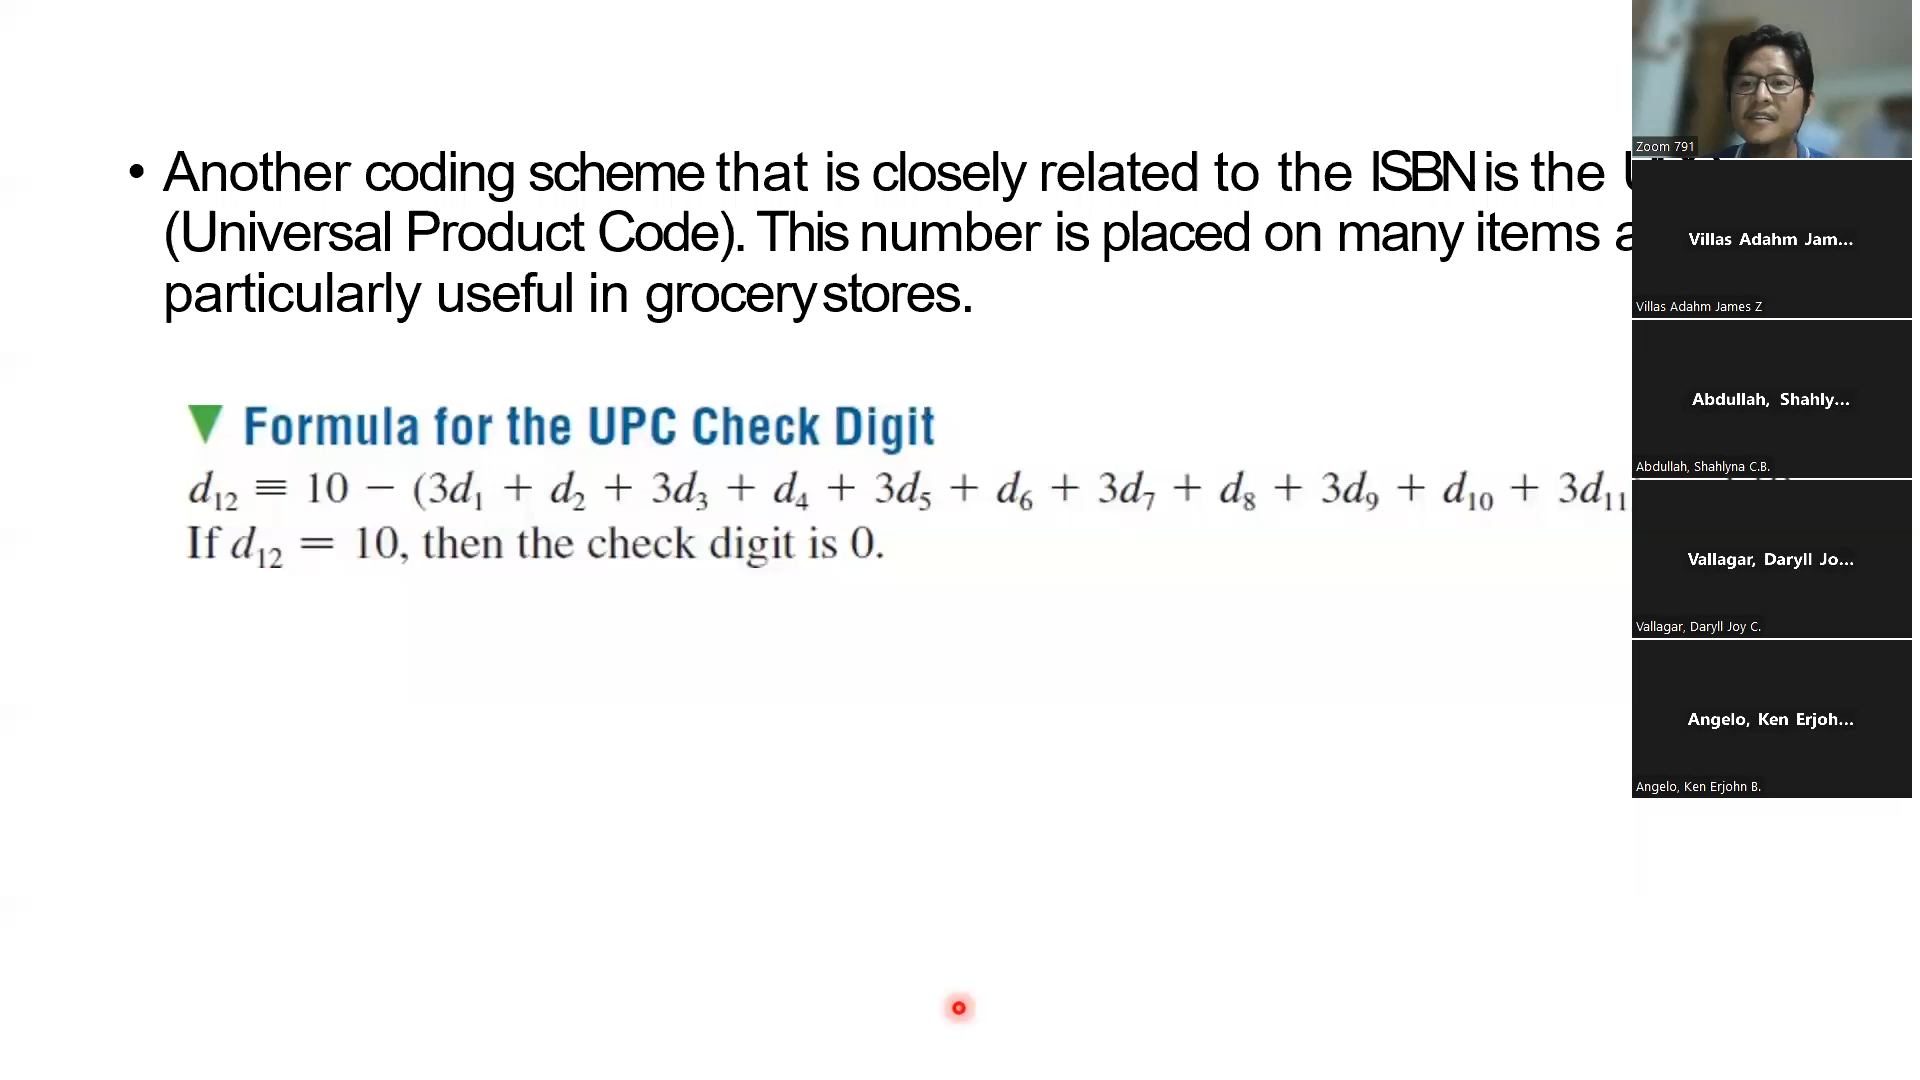 • Another coding scheme that is closely related to the ISBN is the
(Universal Product Code). This number is placed on many items
particularly useful in grocery stores.
Formula for the UPC Check Digit
d₁₂ ≡ 10 − (3d₁ + d₂ + 3d₃ + d₄ + 3d₅ + d₆ + 3d₇ + d₈ + 3d₉ + d₁₀ + 3d₁₁
If d₁₂ = 10, then the check digit is 0.
Zoom 791
Villas Adahm Jam...
Villas Adahm James Z
Abdullah, Shahly...
Abdullah, Shahlyna C.B.
Vallagar, Daryll Jo...
Vallagar, Daryll Joy C.
Angelo, Ken Erjoh...
Angelo, Ken Erjohn B.